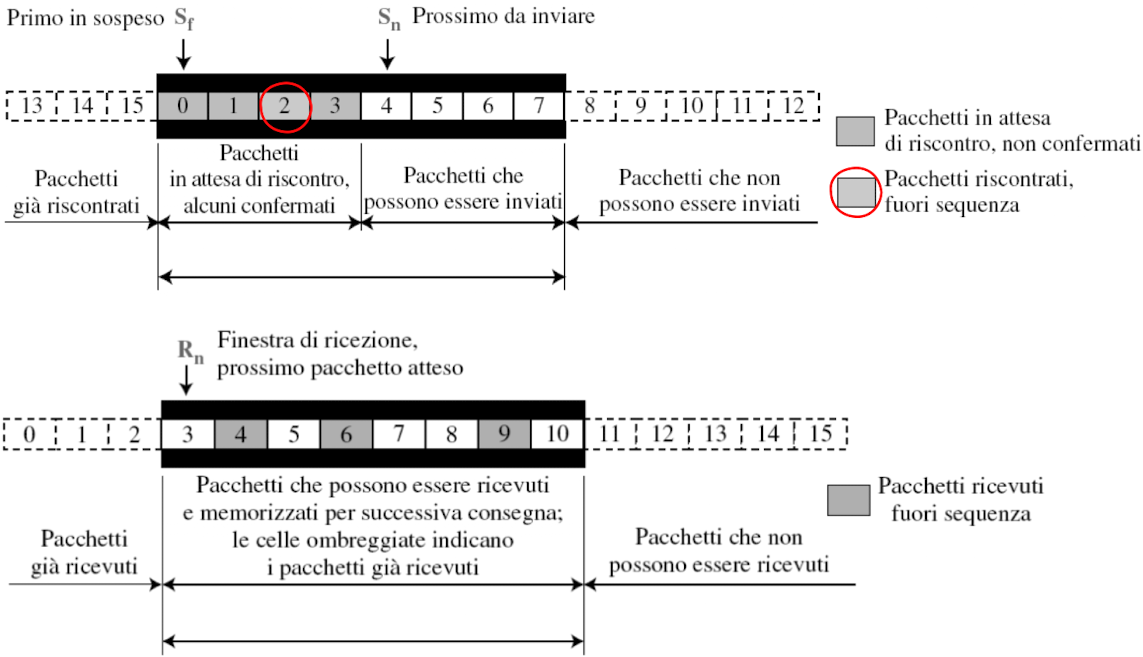 Primo in sospeso Sf Sn Prossimo da inviare
13 14 15 0 1 2 3 4 5 6 7 8 9 10 11 12
Pacchetti in attesa
di riscontro, non confermati
Pacchetti
già riscontrati
Pacchetti
in attesa di riscontro,
alcuni confermati
Pacchetti che
possono essere inviati
Pacchetti che non
possono essere inviati
Pacchetti riscontrati,
fuori sequenza
Rn Finestra di ricezione,
prossimo pacchetto atteso
0 1 2 3 4 5 6 7 8 9 10 11 12 13 14 15
Pacchetti
già ricevuti
Pacchetti che possono essere ricevuti
e memorizzati per successiva consegna;
le celle ombreggiate indicano
i pacchetti già ricevuti
Pacchetti che non
possono essere ricevuti
Pacchetti ricevuti
fuori sequenza